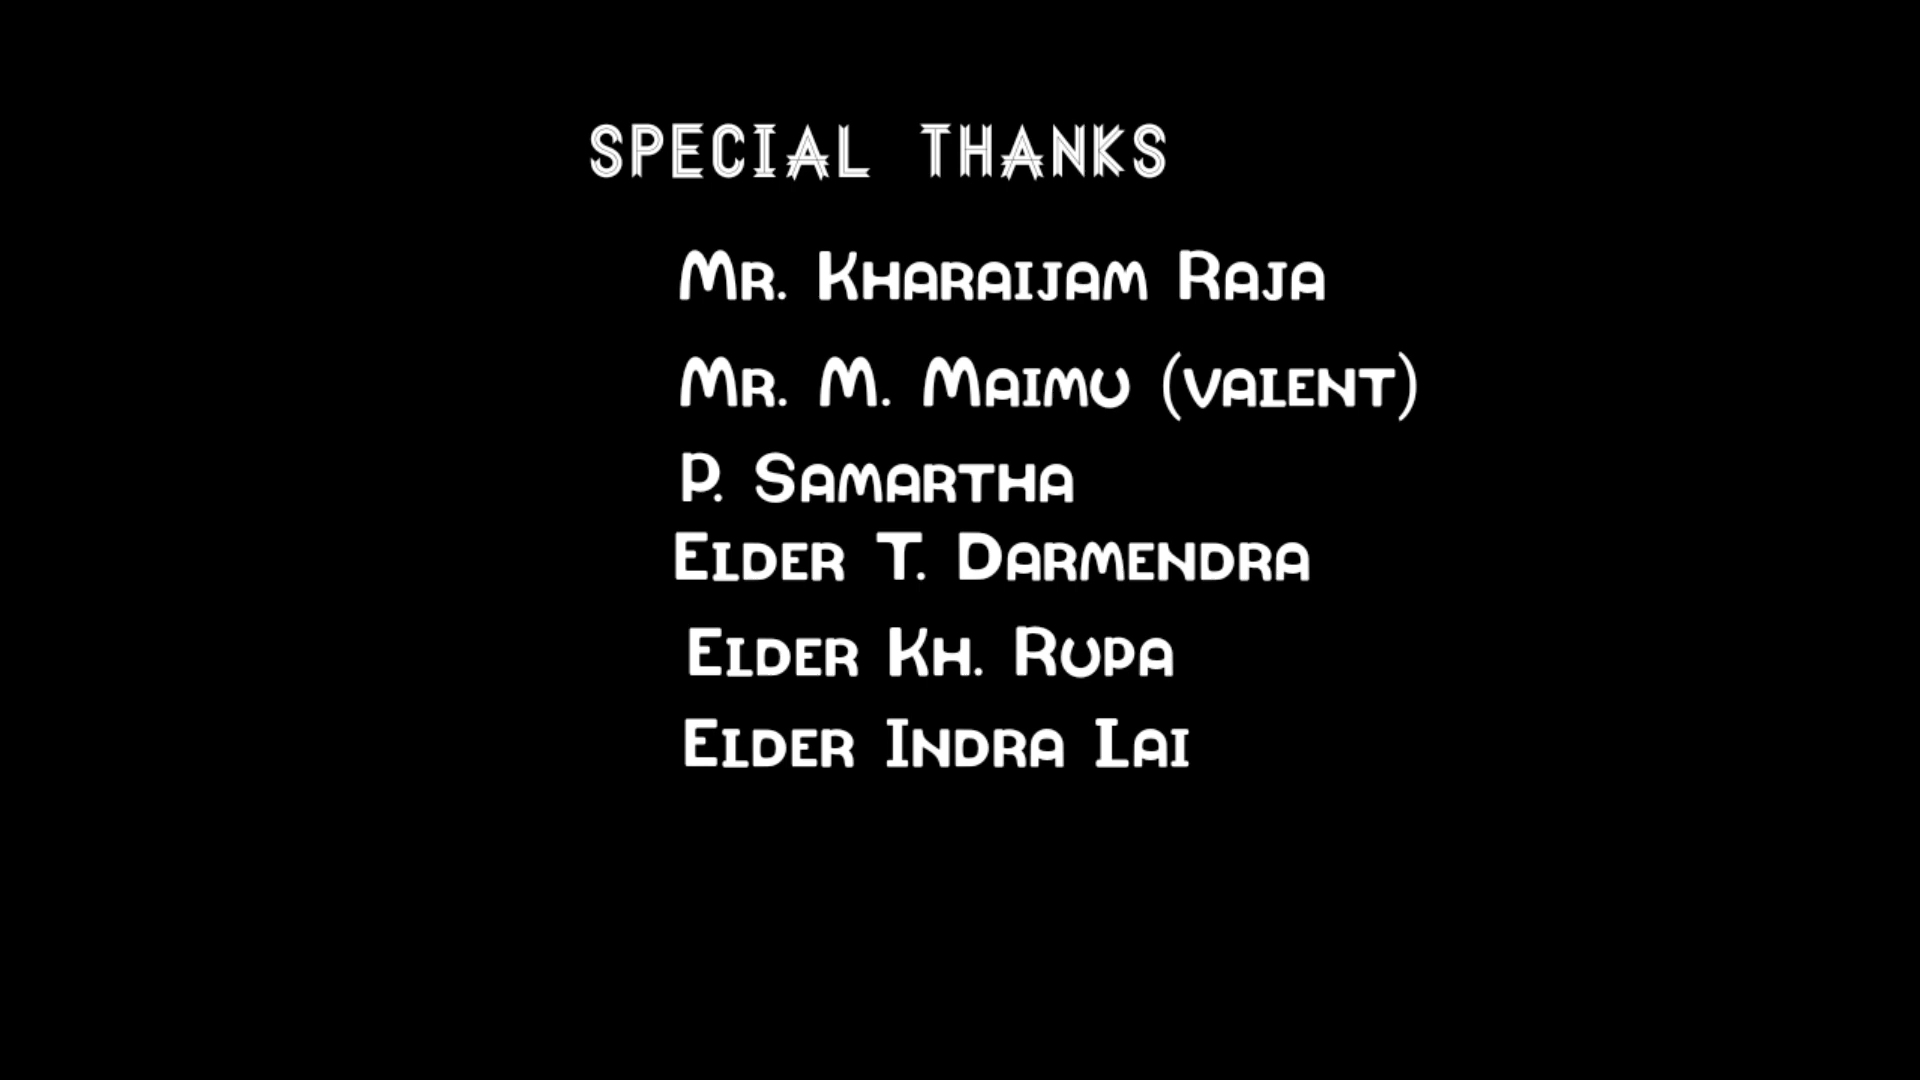 SPECIAL THANKS
Mr. Kharaijam Raja
Mr. M. Maimu (valent)
P. Samartha
Elder T. Darmendra
Elder Kh. Rupa
Elder Indra Lai